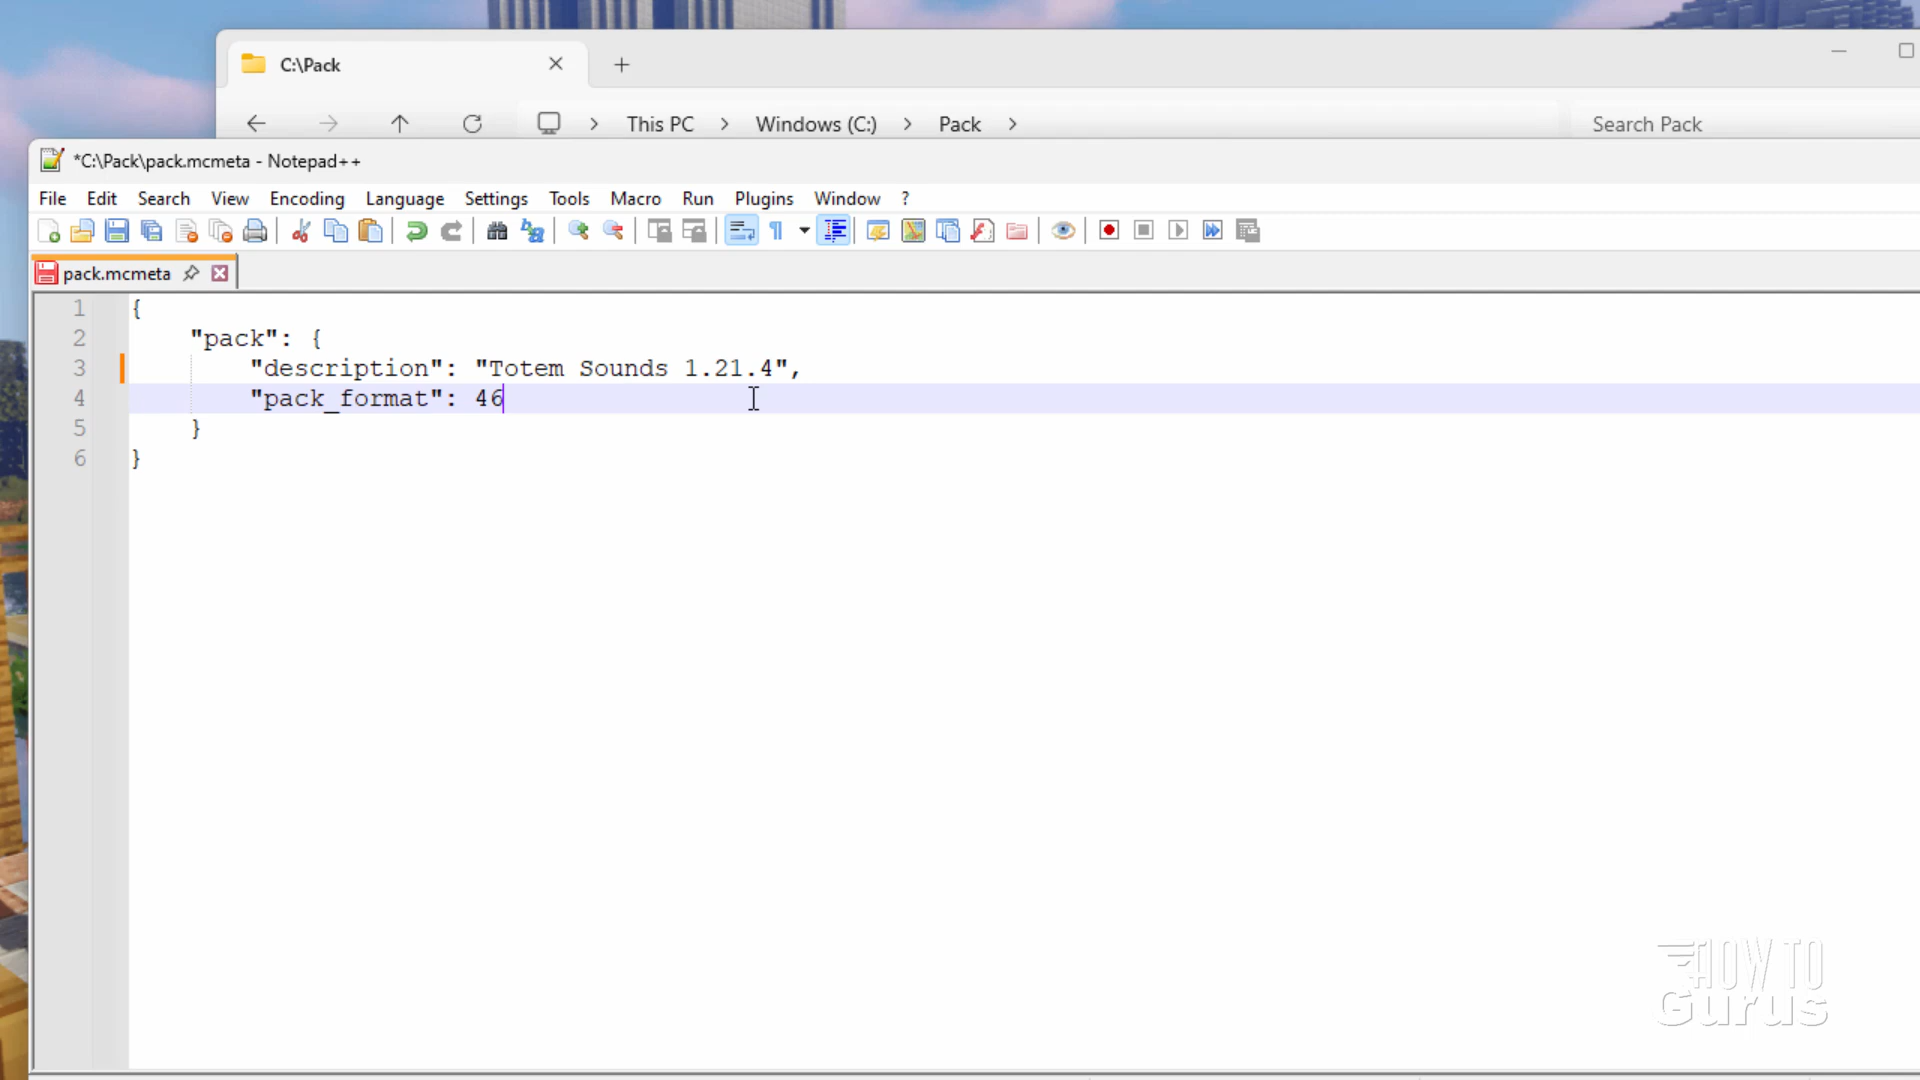 C:\Pack
This PC > Windows (C:) > Pack >
Search Pack
*C:\Pack\pack.mcmeta - Notepad++
File Edit Search View Encoding Language Settings Tools Macro Run Plugins Window ?
pack.mcmeta
1 {
2 "pack": {
3 "description": "Totem Sounds 1.21.4",
4 "pack_format": 46
5 }
6 }
HOW TO
Gurus